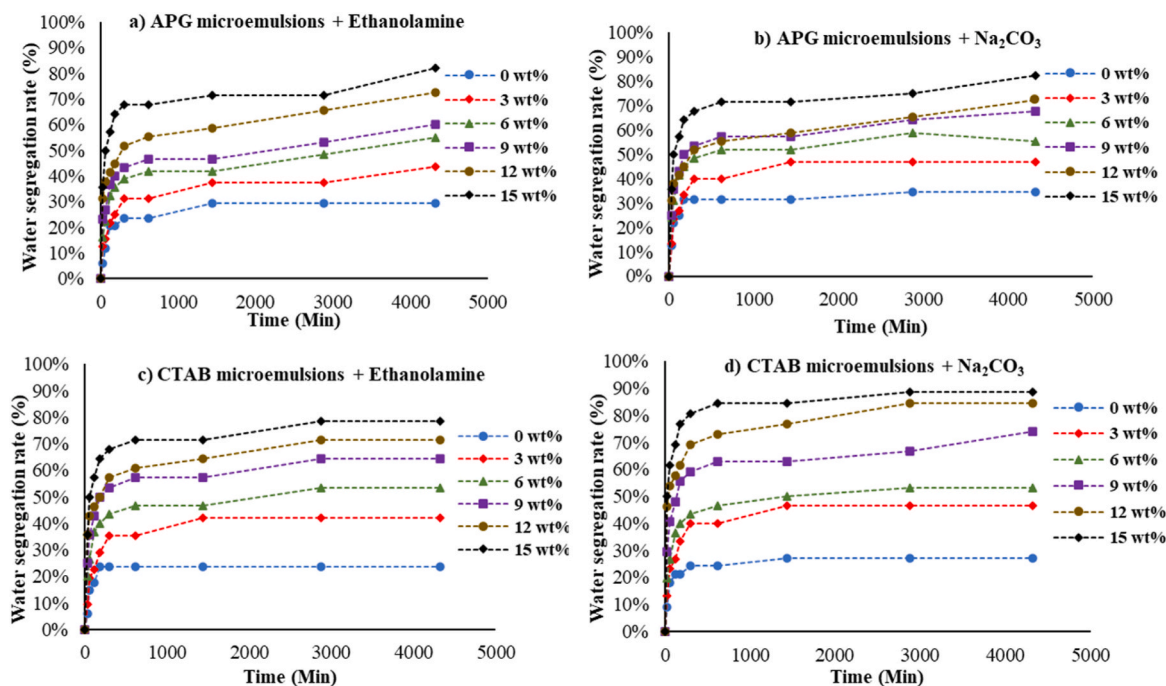 a) APG microemulsions + Ethanolamine
Water segregation rate (%)
100%
90%
80%
70%
60%
50%
40%
30%
20%
10%
0%
0 1000 2000 3000 4000 5000
Time (Min)
0 wt%
3 wt%
6 wt%
9 wt%
12 wt%
15 wt%
b) APG microemulsions + Na₂CO₃
Water segregation rate (%)
100%
90%
80%
70%
60%
50%
40%
30%
20%
10%
0%
0 1000 2000 3000 4000 5000
Time (Min)
0 wt%
3 wt%
6 wt%
9 wt%
12 wt%
15 wt%
c) CTAB microemulsions + Ethanolamine
Water segregation rate (%)
100%
90%
80%
70%
60%
50%
40%
30%
20%
10%
0%
0 1000 2000 3000 4000 5000
Time (Min)
0 wt%
3 wt%
6 wt%
9 wt%
12 wt%
15 wt%
d) CTAB microemulsions + Na₂CO₃
Water segregation rate (%)
100%
90%
80%
70%
60%
50%
40%
30%
20%
10%
0%
0 1000 2000 3000 4000 5000
Time (Min)
0 wt%
3 wt%
6 wt%
9 wt%
12 wt%
15 wt%